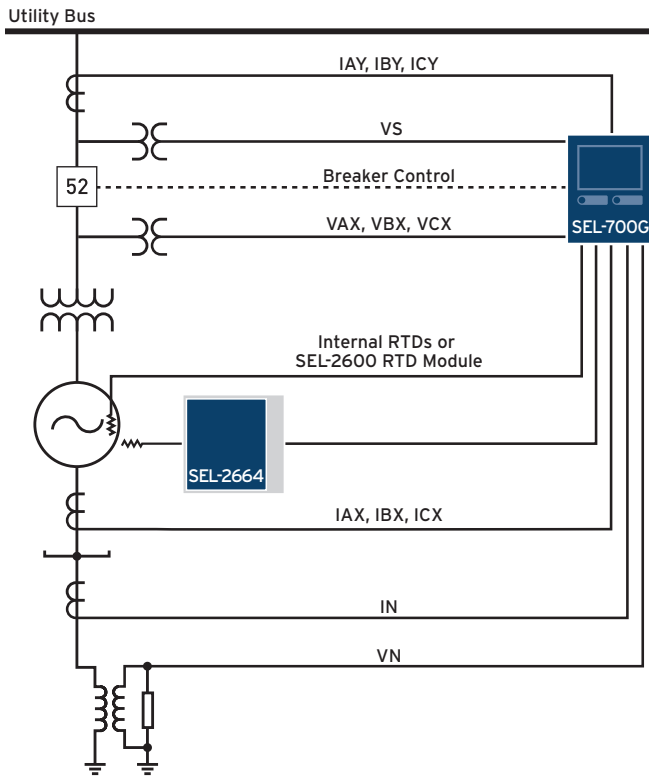 Utility Bus
IAY, IBY, ICY
VS
52
Breaker Control
SEL-700G
VAX, VBX, VCX
Internal RTDs or
SEL-2600 RTD Module
SEL-2664
IAX, IBX, ICX
IN
VN